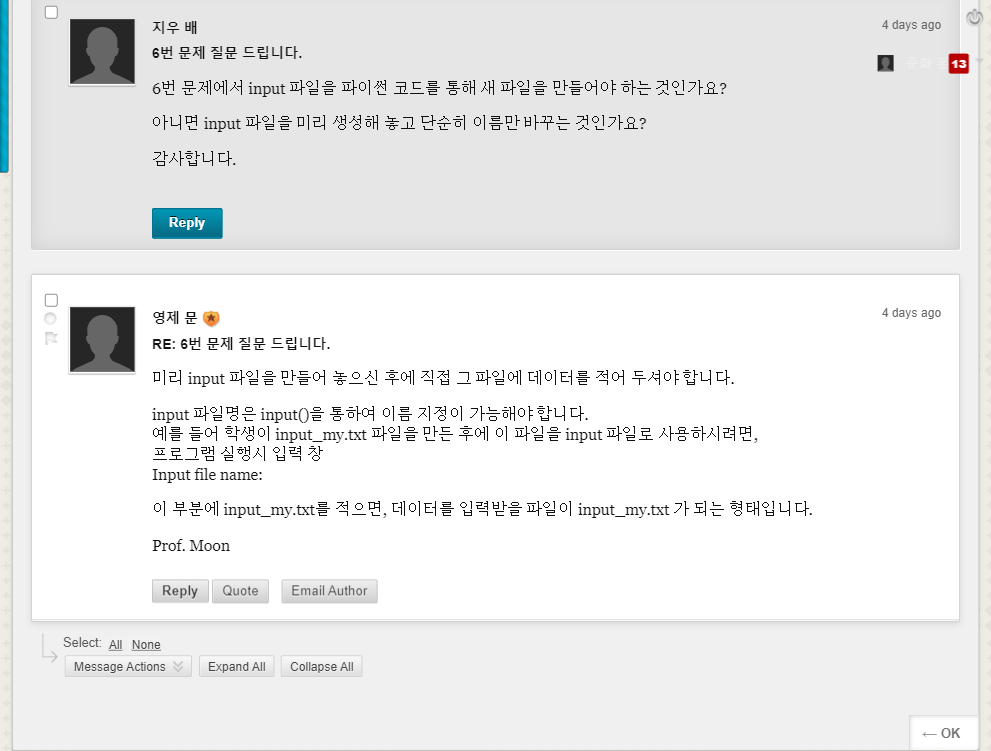 지우 배
4 days ago
6번 문제 질문 드립니다.
13
6번 문제에서 input 파일을 파이썬 코드를 통해 새 파일을 만들어야 하는 것인가요?
아니면 input 파일을 미리 생성해 놓고 단순히 이름만 바꾸는 것인가요?
감사합니다.
Reply
영제 문
4 days ago
RE: 6번 문제 질문 드립니다.
미리 input 파일을 만들어 놓으신 후에 직접 그 파일에 데이터를 적어 두셔야 합니다.
input 파일명은 input()을 통하여 이름 지정이 가능해야 합니다.
예를 들어 학생이 input_my.txt 파일을 만든 후에 이 파일을 input 파일로 사용하시려면,
프로그램 실행시 입력 창
Input file name:
이 부분에 input_my.txt를 적으면, 데이터를 입력받을 파일이 input_my.txt 가 되는 형태입니다.
Prof. Moon
Reply Quote Email Author
Select: All None
Message Actions Expand All Collapse All
← OK